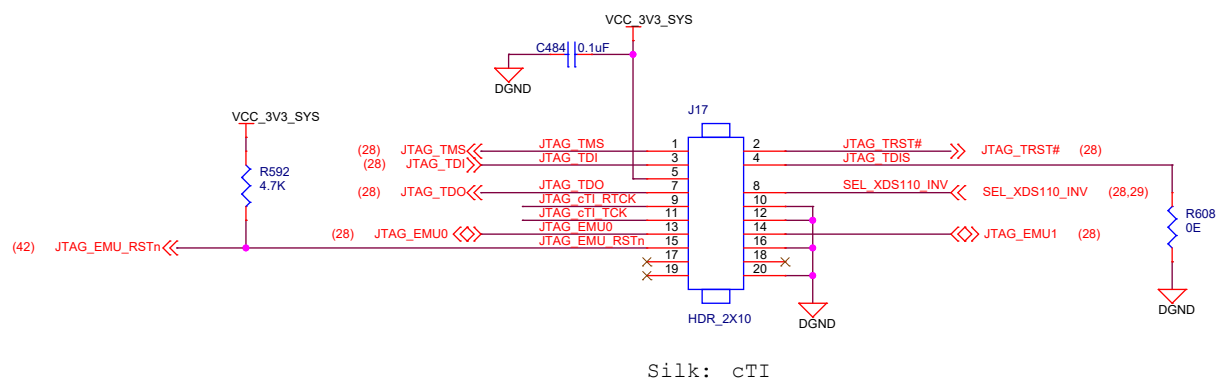 VCC_3V3_SYS
C484 0.1uF
DGND
J17
VCC_3V3_SYS
R592
4.7K
(28) JTAG_TMS JTAG_TMS 1 2 JTAG_TRST# JTAG_TRST# (28)
(28) JTAG_TDI JTAG_TDI 3 4 JTAG_TDIS
5
(28) JTAG_TDO JTAG_TDO 7 8 SEL_XDS110_INV SEL_XDS110_INV (28,29)
JTAG_cTI_RTCK 9 10
JTAG_cTI_TCK 11 12
(28) JTAG_EMU0 JTAG_EMU0 13 14 JTAG_EMU1 (28)
(42) JTAG_EMU_RSTn JTAG_EMU_RSTn 15 16
17 18
19 20
R608
0E
HDR_2X10
DGND
DGND
Silk: cTI